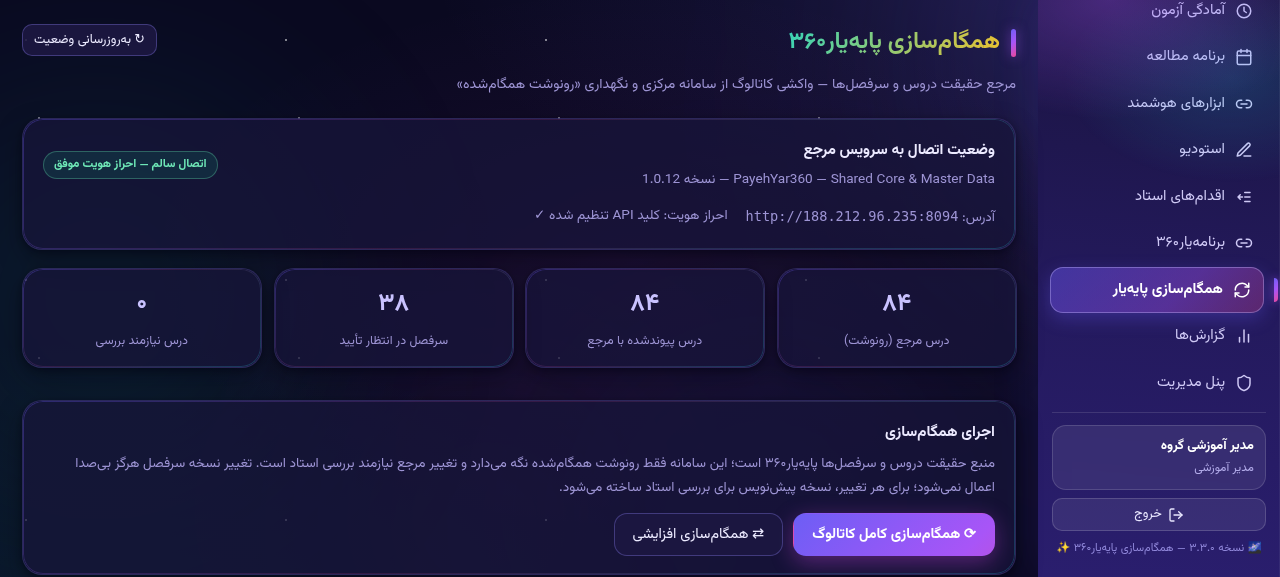 آمادگی آزمون
برنامه مطالعه
ابزارهای هوشمند
استودیو
اقدام‌های استاد
برنامه‌یار۳۶۰
همگام‌سازی پایه‌یار
گزارش‌ها
پنل مدیریت
مدیر آموزشی گروه
مدیر آموزشی
خروج
🌌 نسخه ۳.۳.۰ — همگام‌سازی پایه‌یار۳۶۰ ✨
همگام‌سازی پایه‌یار۳۶۰
↻ به‌روزرسانی وضعیت
مرجع حقیقت دروس و سرفصل‌ها — واکشی کاتالوگ از سامانه مرکزی و نگهداری «رونوشت همگام‌شده»
وضعیت اتصال به سرویس مرجع
اتصال سالم — احراز هویت موفق
PayehYar360 — Shared Core & Master Data — نسخه 1.0.12
آدرس: http://188.212.96.235:8094 احراز هویت: کلید API تنظیم شده ✓
۸۴
درس مرجع (رونوشت)
۸۴
درس پیوندشده با مرجع
۳۸
سرفصل در انتظار تأیید
۰
درس نیازمند بررسی
اجرای همگام‌سازی
منبع حقیقت دروس و سرفصل‌ها پایه‌یار۳۶۰ است؛ این سامانه فقط رونوشت همگام‌شده نگه می‌دارد و تغییر مرجع نیازمند بررسی استاد است. تغییر نسخه سرفصل هرگز بی‌صدا
اعمال نمی‌شود؛ برای هر تغییر، نسخه پیش‌نویس برای بررسی استاد ساخته می‌شود.
⟳ همگام‌سازی کامل کاتالوگ
⇄ همگام‌سازی افزایشی